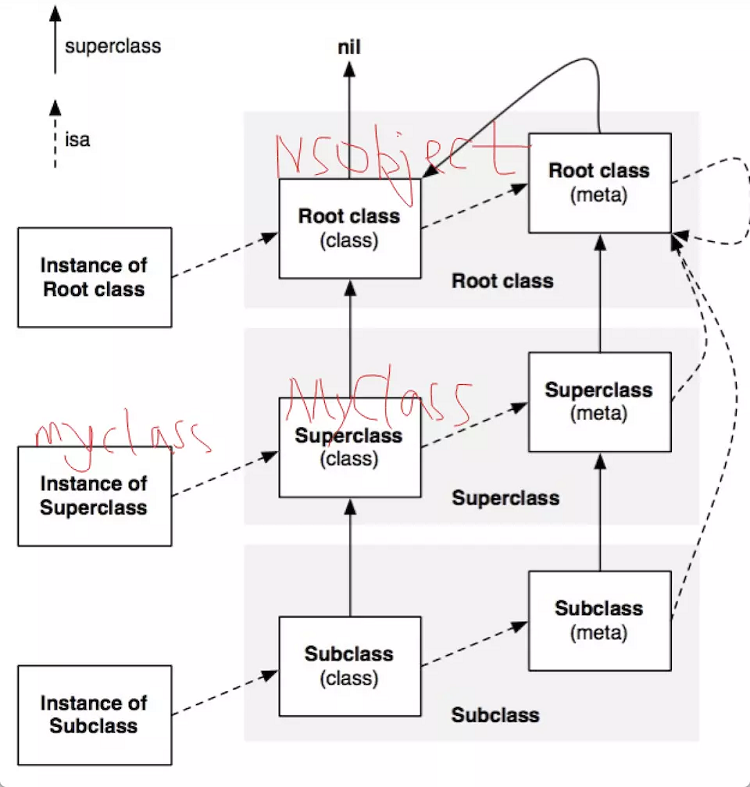 superclass
nil
isa
NSObject
Root class
(meta)
Root class
(class)
Instance of
Root class
Root class
MyClass
Superclass
(meta)
myclass
Superclass
(class)
Instance of
Superclass
Superclass
Subclass
(meta)
Subclass
(class)
Instance of
Subclass
Subclass